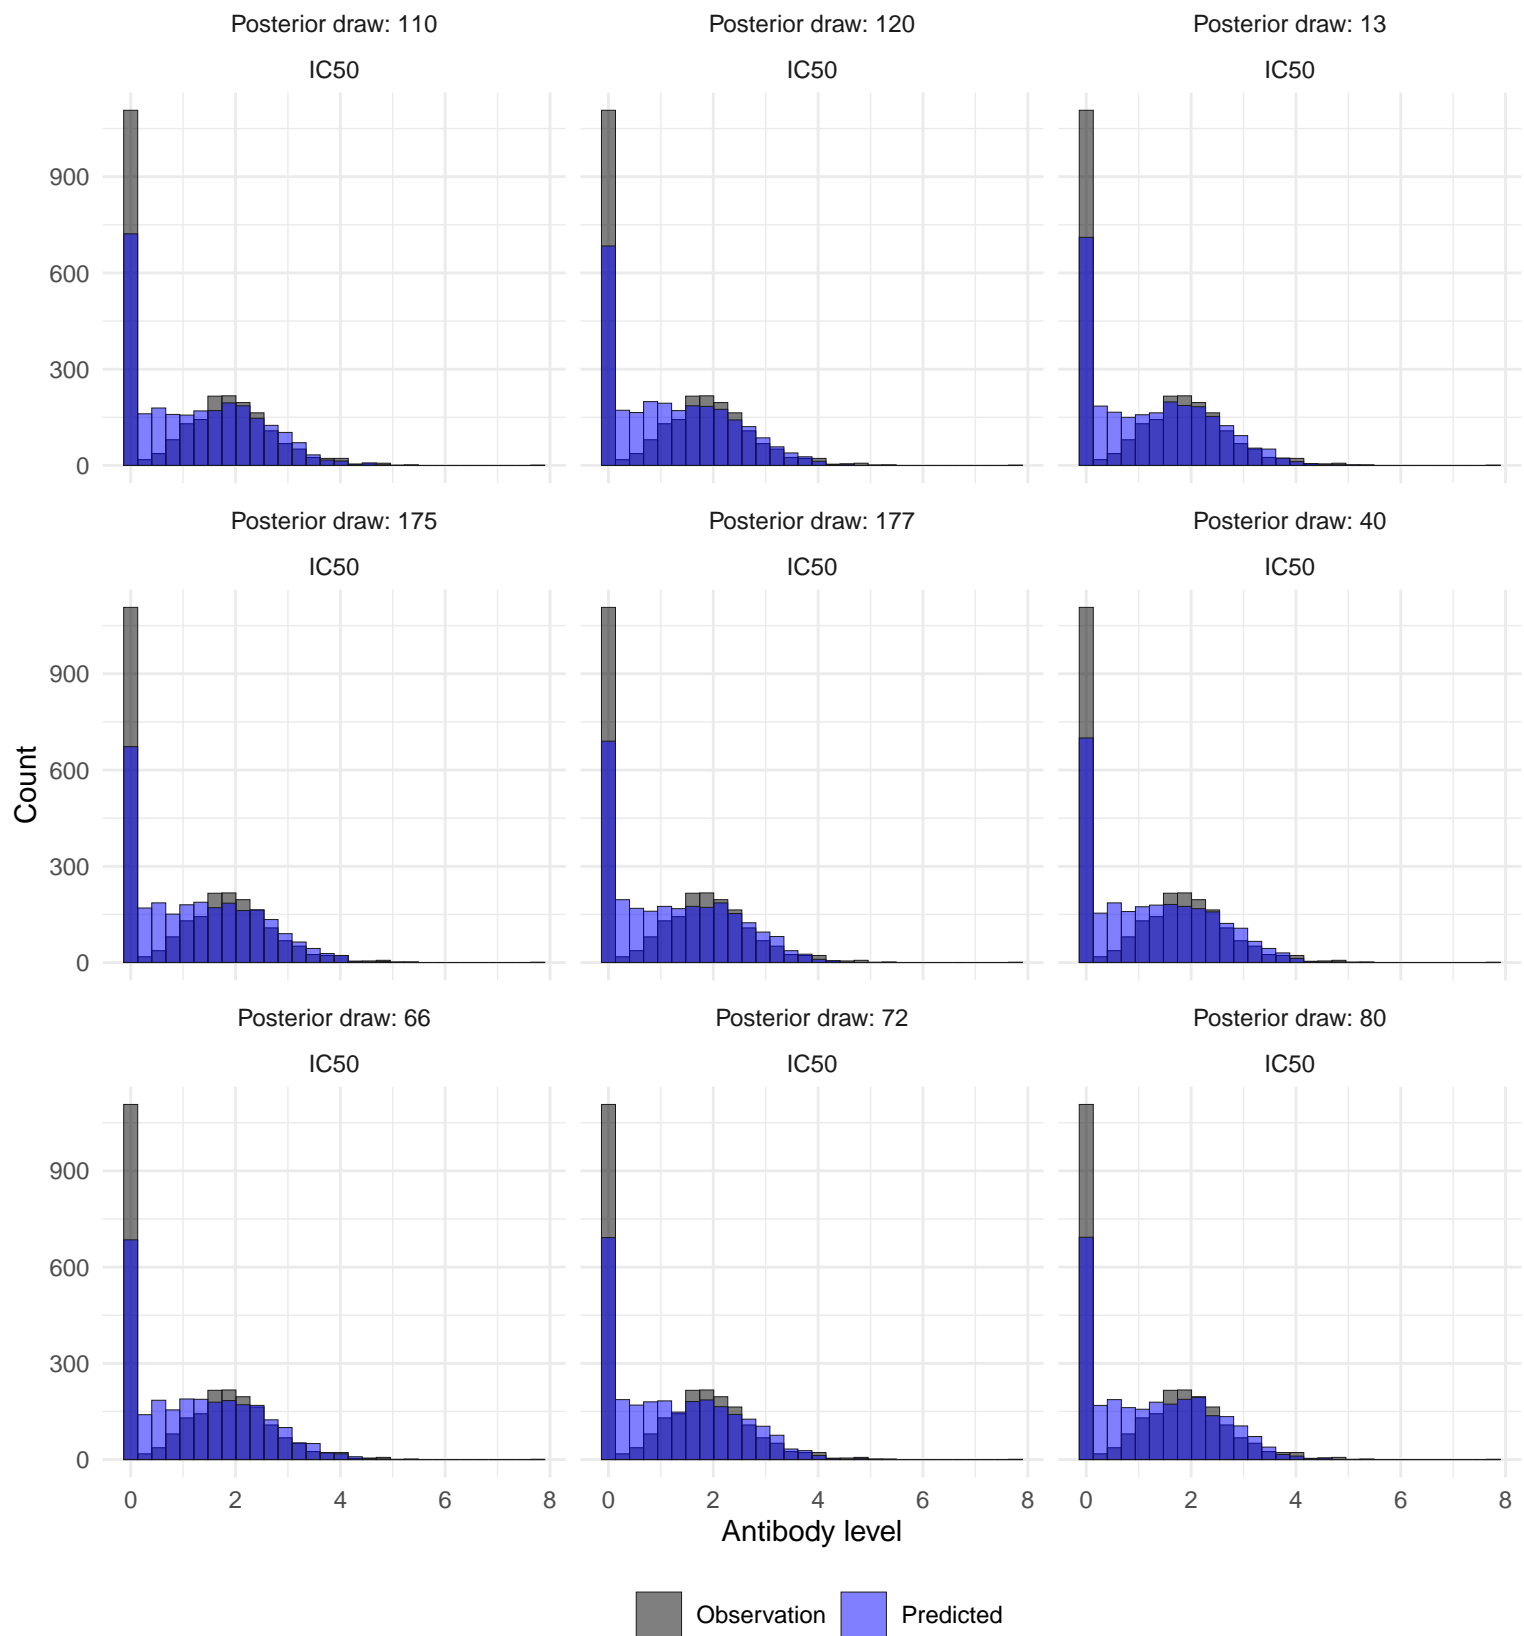 Posterior draw: 110
Posterior draw: 120
Posterior draw: 13
IC50
IC50
IC50
900
600
300
0
Posterior draw: 175
Posterior draw: 177
Posterior draw: 40
IC50
IC50
IC50
900
600
300
0
Count
Posterior draw: 66
Posterior draw: 72
Posterior draw: 80
IC50
IC50
IC50
900
600
300
0
0 2 4 6 8
0 2 4 6 8
0 2 4 6 8
Antibody level
Observation
Predicted